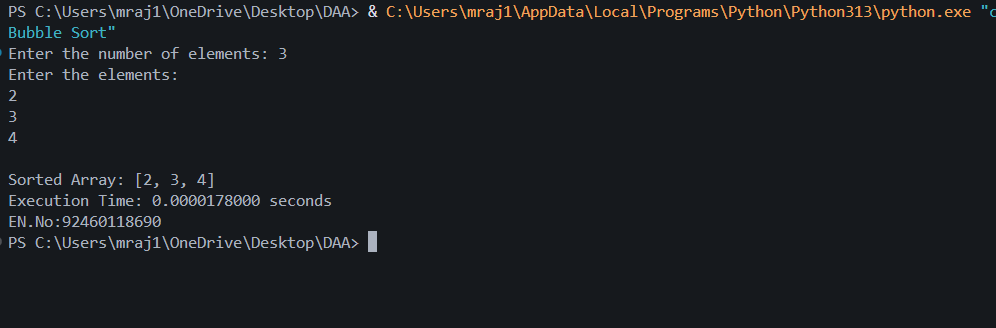 PS C:\Users\mraj1\OneDrive\Desktop\DAA> & C:\Users\mraj1\AppData\Local\Programs\Python\Python313\python.exe "c
Bubble Sort"
Enter the number of elements: 3
Enter the elements:
2
3
4
Sorted Array: [2, 3, 4]
Execution Time: 0.0000178000 seconds
EN.No:92460118690
PS C:\Users\mraj1\OneDrive\Desktop\DAA>